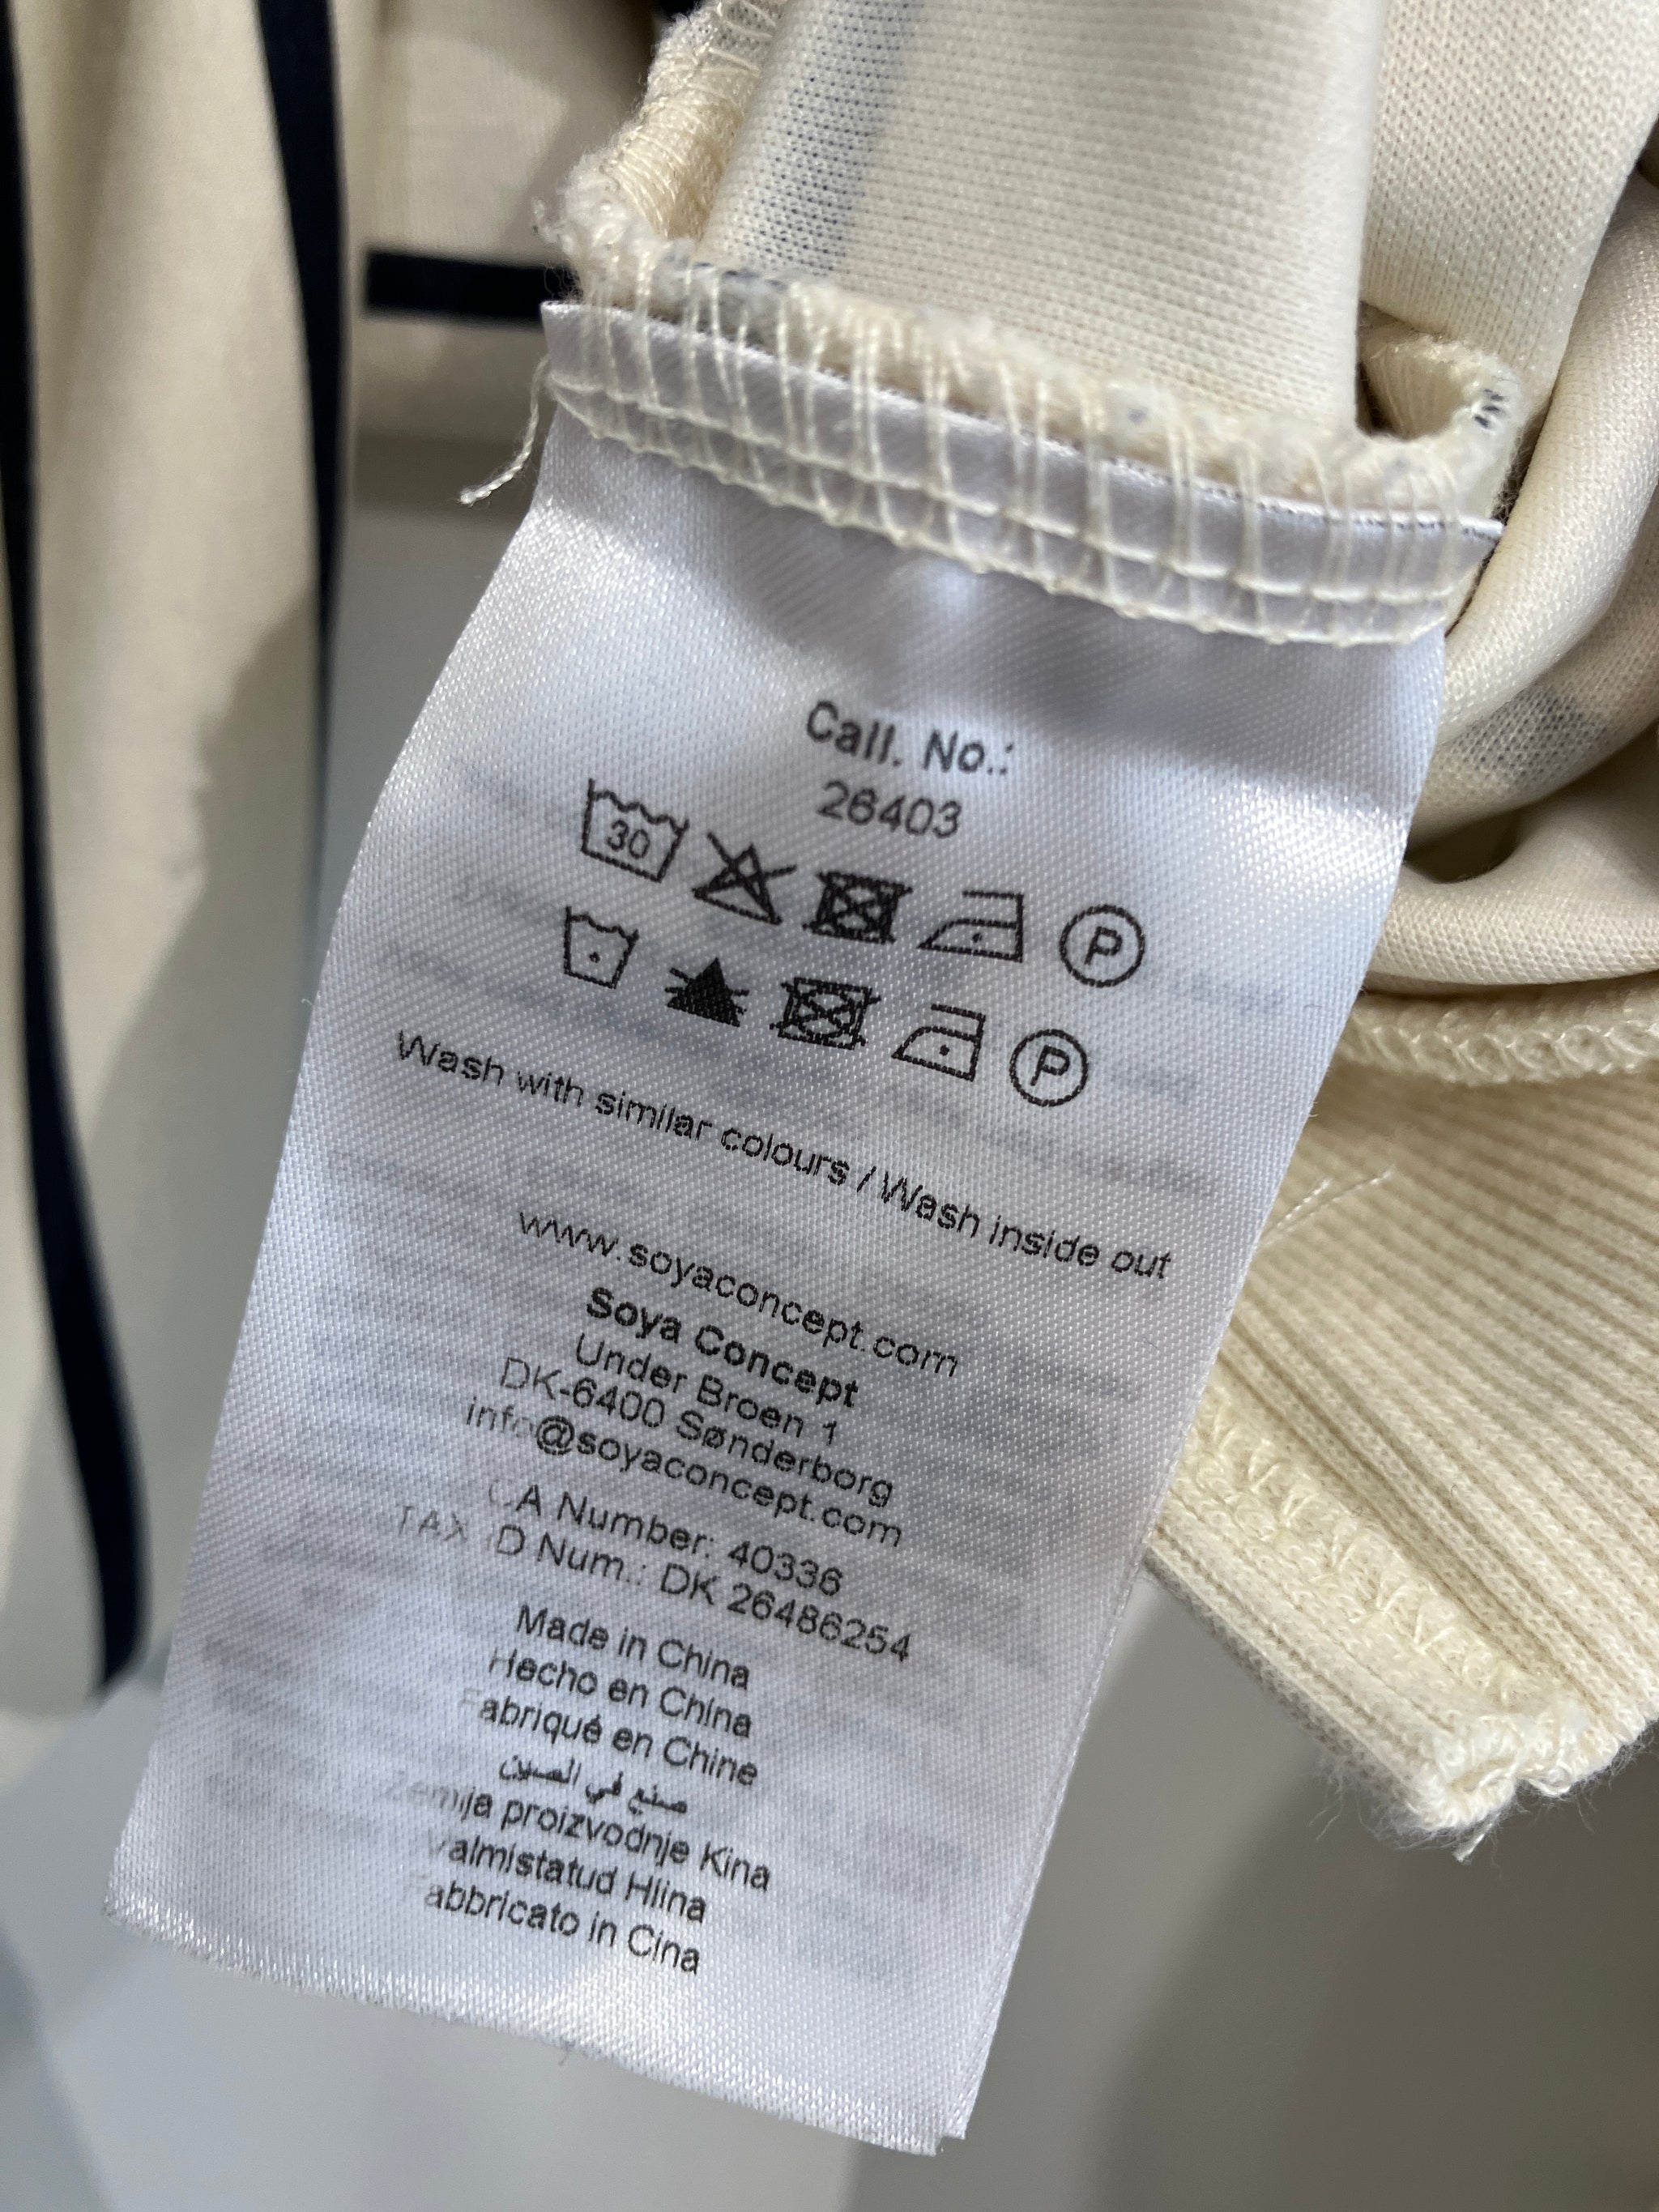 Call. No.:
26403
30
P
P
Wash with similar colours / Wash inside out
www.soyaconcept.com
Soya Concept
Under Broen 1
DK-6400 Sønderborg
info@soyaconcept.com
CA Number: 40336
TAX ID Num.: DK 26486254
Made in China
Hecho en China
Fabriqué en Chine
صنع في الصين
Zemija proizvodnje Kina
Valmistatud Hiina
Fabbricato in Cina